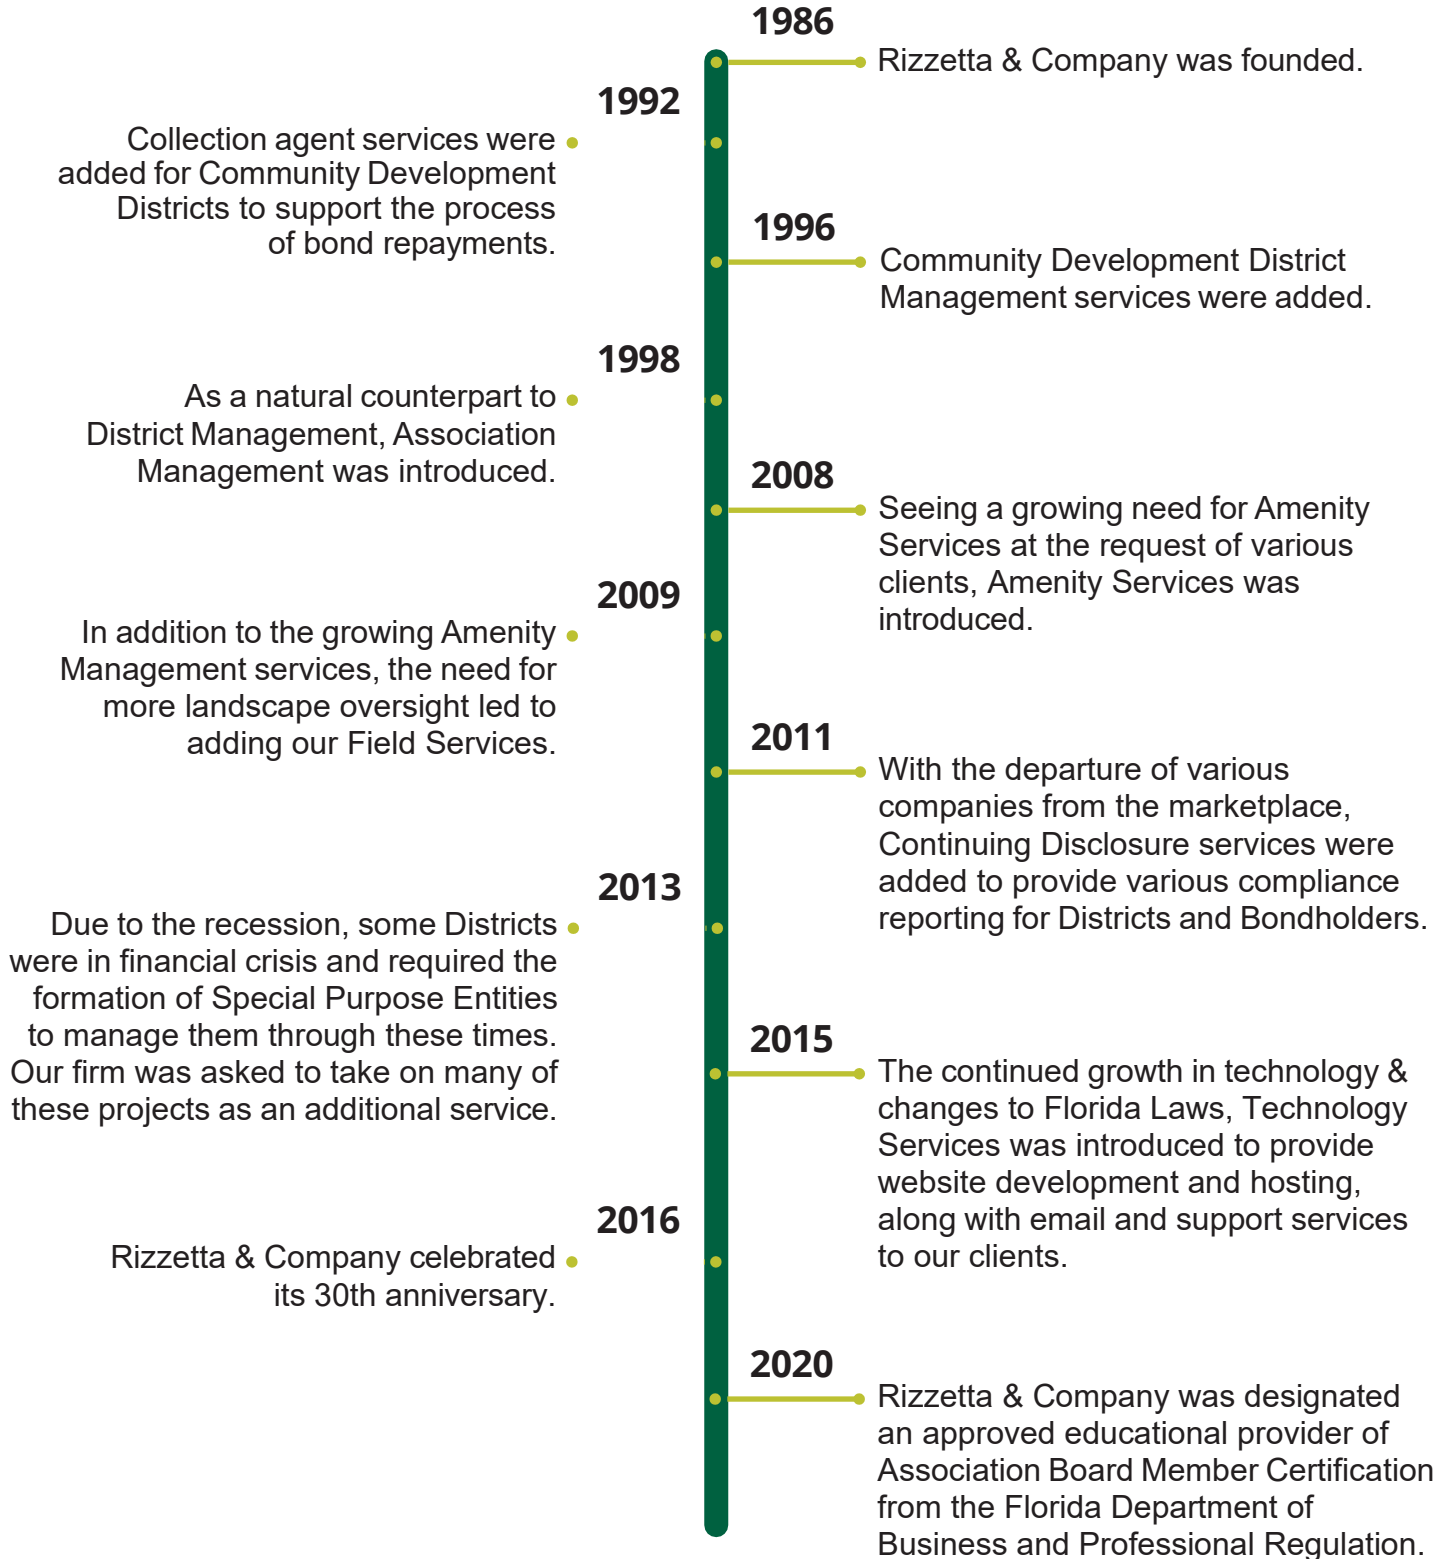 1986
Rizzetta & Company was founded.
1992
Collection agent services were
added for Community Development
Districts to support the process
of bond repayments.
1996
Community Development District
Management services were added.
1998
As a natural counterpart to
District Management, Association
Management was introduced.
2008
Seeing a growing need for Amenity
Services at the request of various
clients, Amenity Services was
introduced.
2009
In addition to the growing Amenity
Management services, the need for
more landscape oversight led to
adding our Field Services.
2011
With the departure of various
companies from the marketplace,
Continuing Disclosure services were
added to provide various compliance
reporting for Districts and Bondholders.
2013
Due to the recession, some Districts
were in financial crisis and required the
formation of Special Purpose Entities
to manage them through these times.
Our firm was asked to take on many of
these projects as an additional service.
2015
The continued growth in technology &
changes to Florida Laws, Technology
Services was introduced to provide
website development and hosting,
along with email and support services
to our clients.
2016
Rizzetta & Company celebrated
its 30th anniversary.
2020
Rizzetta & Company was designated
an approved educational provider of
Association Board Member Certification
from the Florida Department of
Business and Professional Regulation.